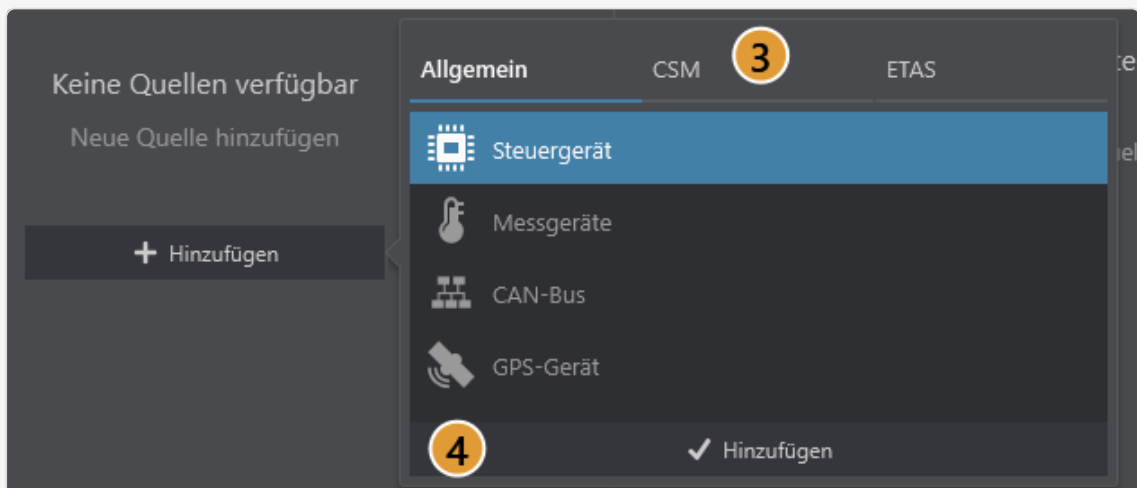 Keine Quellen verfügbar
Neue Quelle hinzufügen
+ Hinzufügen
Allgemein CSM 3 ETAS
Steuergerät
Messgeräte
CAN-Bus
GPS-Gerät
4 Hinzufügen